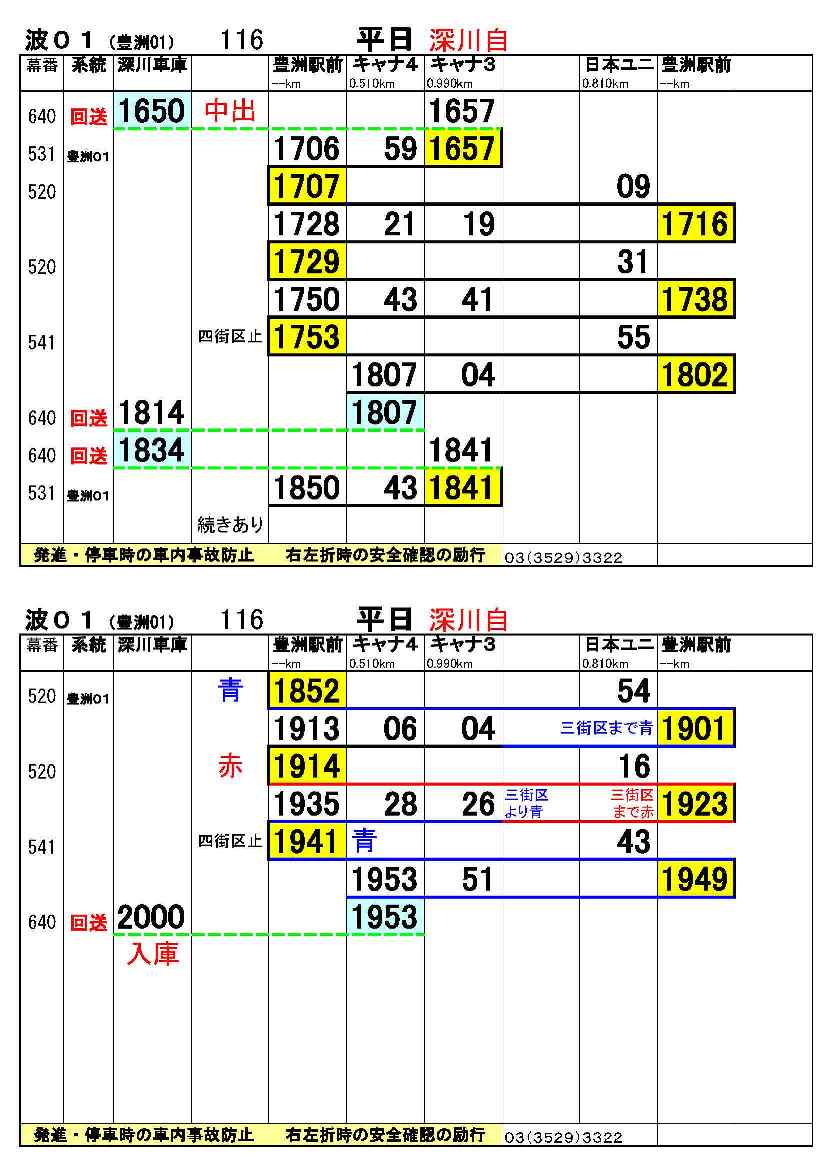 波01（豊洲01） 116 平日 深川自
幕番 系統 深川車庫 豊洲駅前 キャナ4 キャナ3 日本ユニ 豊洲駅前
--km 0.510km 0.990km 0.810km --km
640 回送 1650 中出 1657
531 豊洲01 1706 59 1657
520 1707 09
1728 21 19 1716
520 1729 31
1750 43 41 1738
541 四街区止 1753 55
1807 04 1802
640 回送 1814 1807
640 回送 1834 1841
531 豊洲01 1850 43 1841
続きあり
発進・停車時の車内事故防止 右左折時の安全確認の励行 03(3529)3322
波01（豊洲01） 116 平日 深川自
幕番 系統 深川車庫 豊洲駅前 キャナ4 キャナ3 日本ユニ 豊洲駅前
--km 0.510km 0.990km 0.810km --km
520 豊洲01 青 1852 54
1913 06 04 三街区まで青 1901
520 赤 1914 16
1935 28 26 三街区より青 三街区まで赤 1923
541 四街区止 1941 青 43
1953 51 1949
640 回送 2000 1953
入庫
発進・停車時の車内事故防止 右左折時の安全確認の励行 03(3529)3322